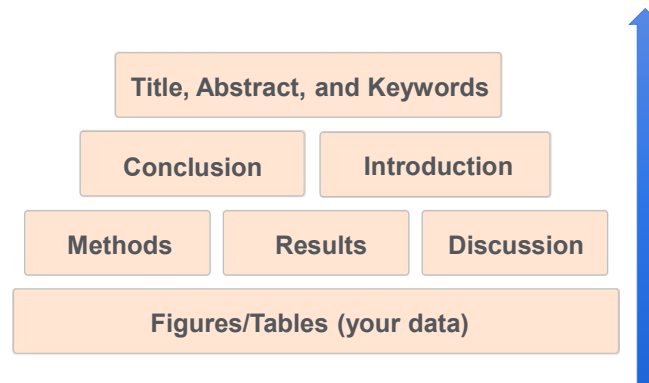 Title, Abstract, and Keywords
Conclusion
Introduction
Methods
Results
Discussion
Figures/Tables (your data)